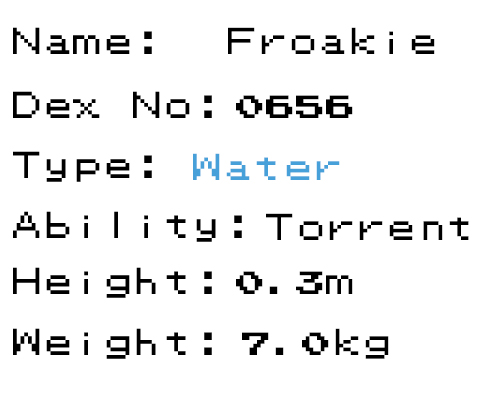 Name: Froakie
Dex No: 0656
Type: Water
Ability: Torrent
Height: 0.3m
Weight: 7.0kg